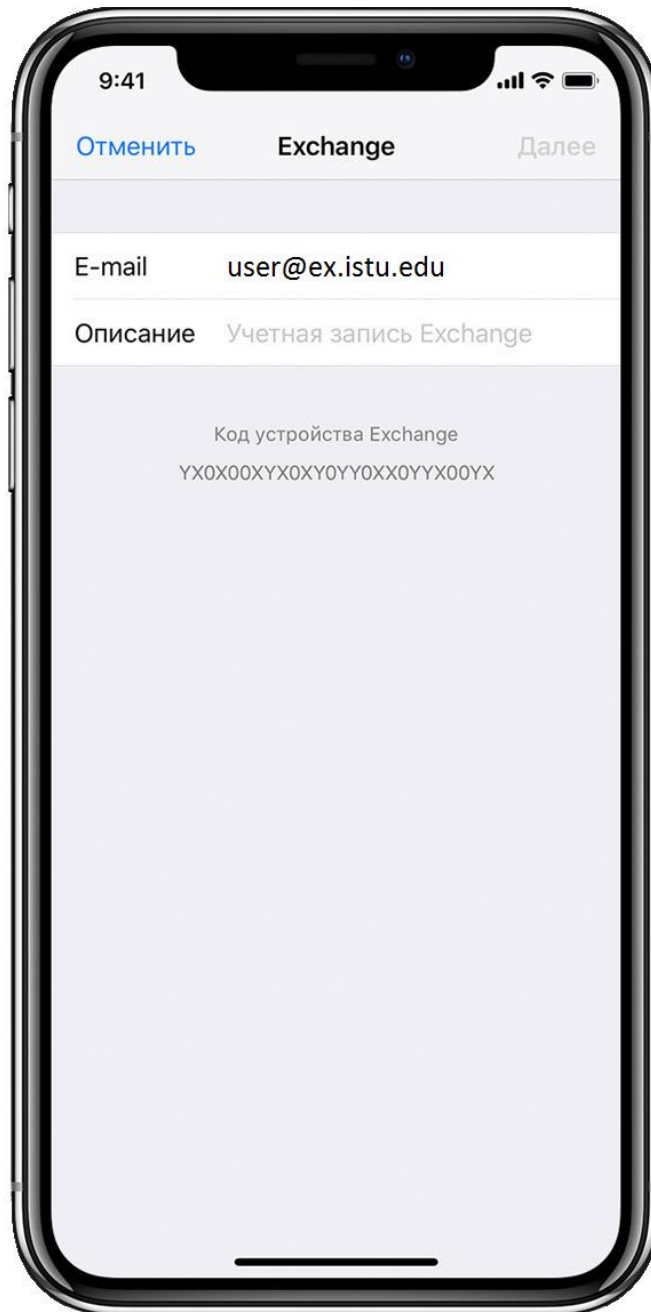 9:41
Отменить Exchange Далее
E-mail user@ex.istu.edu
Описание Учетная запись Exchange
Код устройства Exchange
YX0X00XYX0XY0YY0XX0YYX00YX